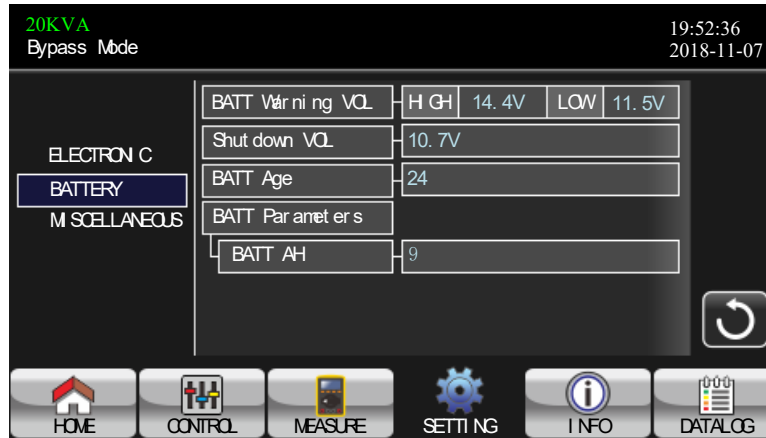 20KVA
19:52:36
Bypass Mode
2018-11-07
BATT Warning VOL HIGH 14.4V LOW 11.5V
Shutdown VOL 10.7V
ELECTRONIC
BATT Age 24
BATTERY
BATT Parameters
MISCELLANEOUS
BATT AH 9
HOME CONTROL MEASURE SETTING INFO DATALOG